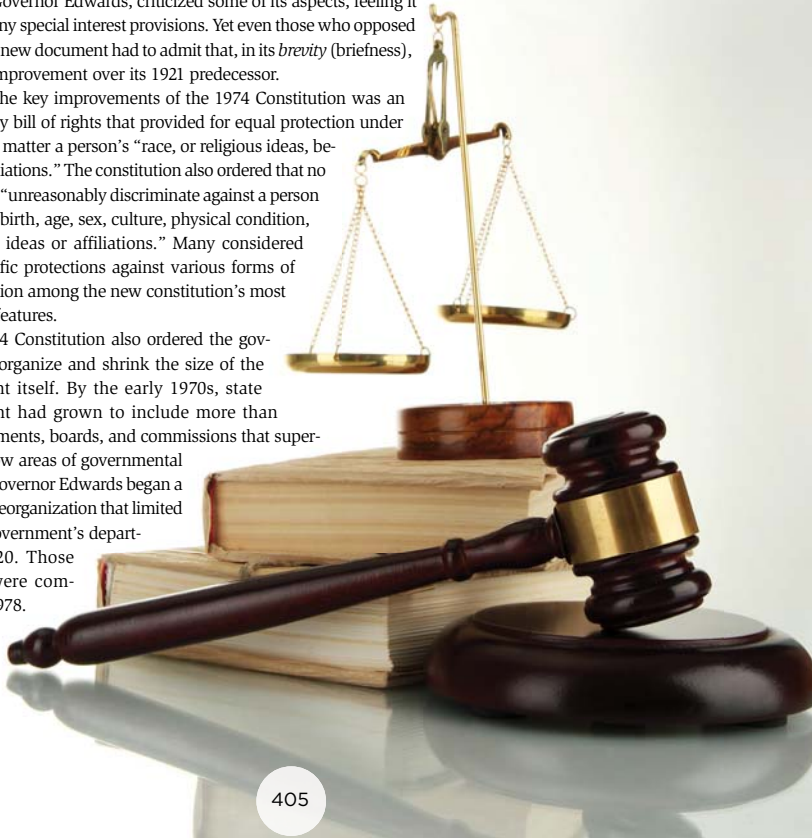 Governor Edwards, criticized some of its aspects, feeling it
ny special interest provisions. Yet even those who opposed
new document had to admit that, in its brevity (briefness),
mprovement over its 1921 predecessor.
he key improvements of the 1974 Constitution was an
y bill of rights that provided for equal protection under
matter a person’s “race, or religious ideas, be-
iations.” The constitution also ordered that no
“unreasonably discriminate against a person
birth, age, sex, culture, physical condition,
ideas or affiliations.” Many considered
fic protections against various forms of
ion among the new constitution’s most
eatures.
4 Constitution also ordered the gov-
organize and shrink the size of the
nt itself. By the early 1970s, state
nt had grown to include more than
ments, boards, and commissions that super-
w areas of governmental
overnor Edwards began a
eorganization that limited
vernment’s depart-
20. Those
were com-
978.
405